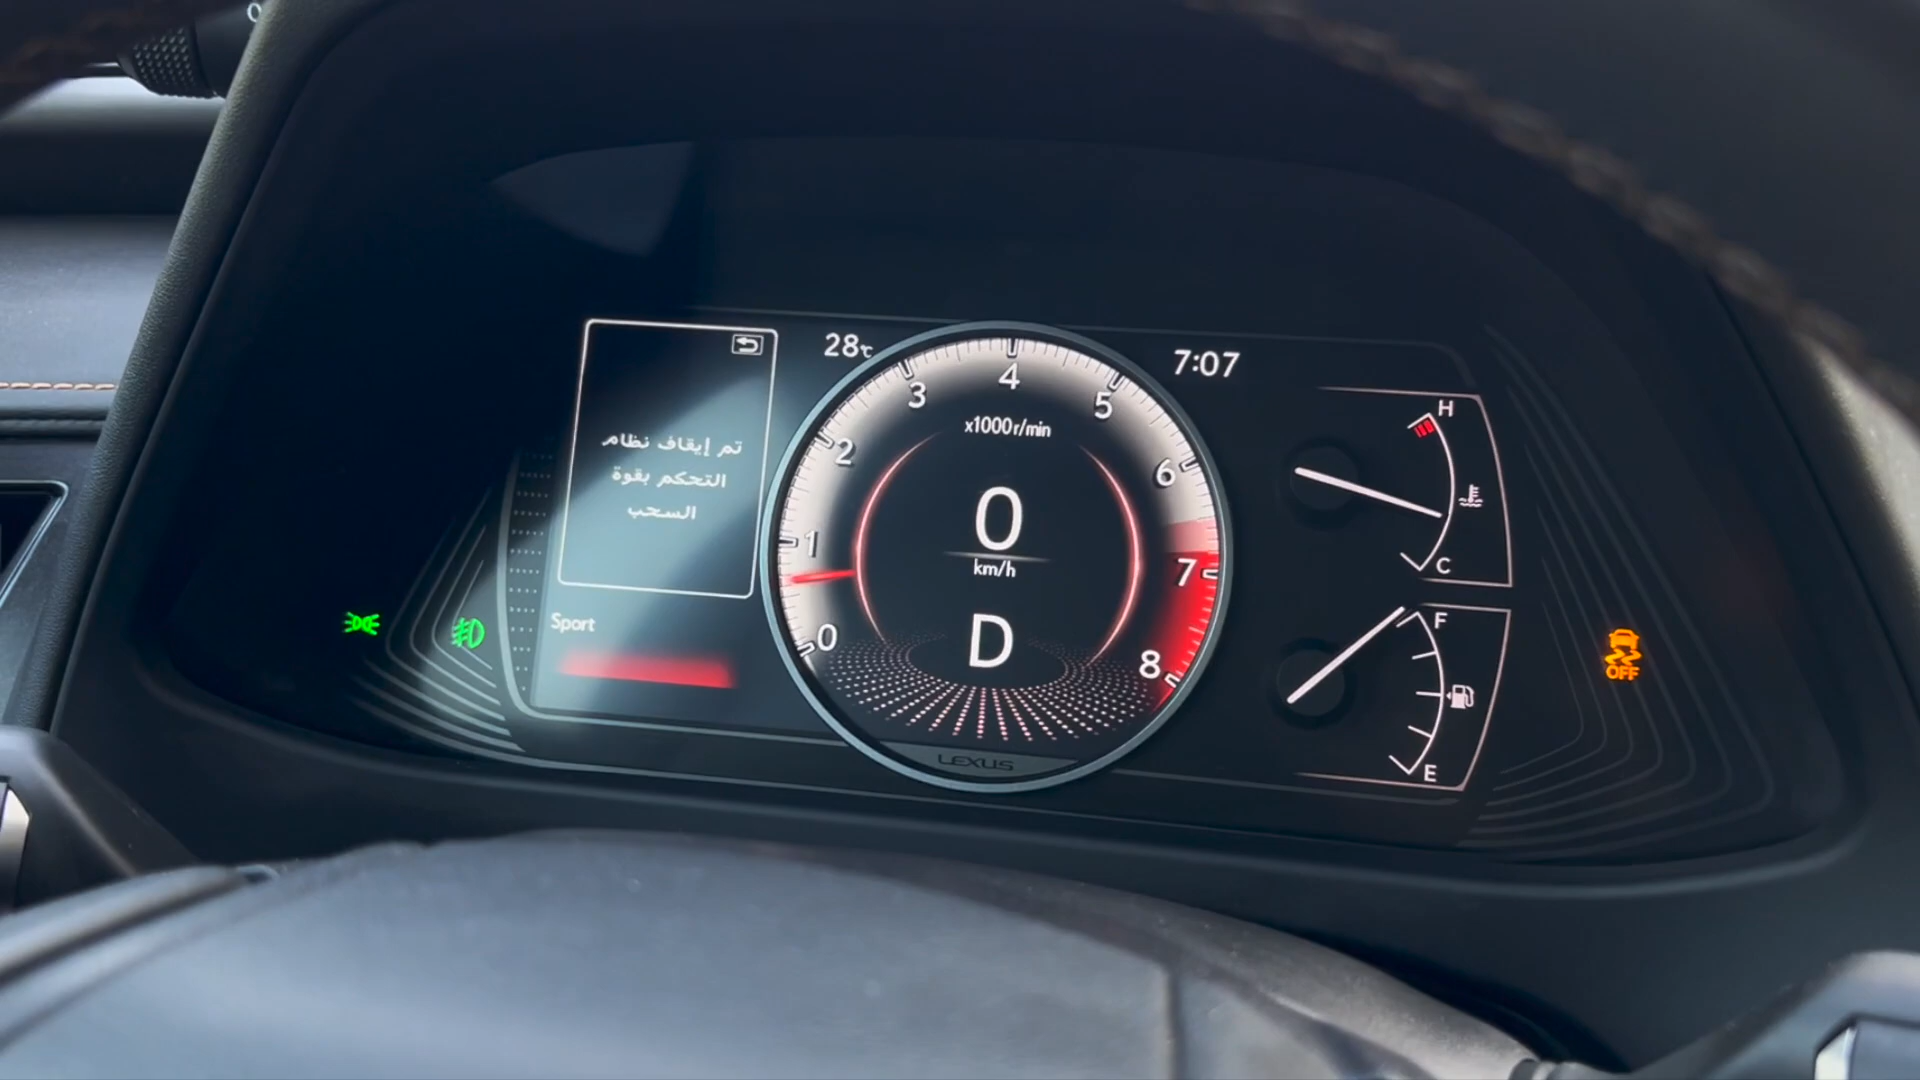 28°C
7:07
تم إيقاف نظام
التحكم بقوة
السحب
Sport
0
1
2
3
4
5
6
7
8
x1000r/min
0
km/h
D
LEXUS
H
C
F
E
OFF